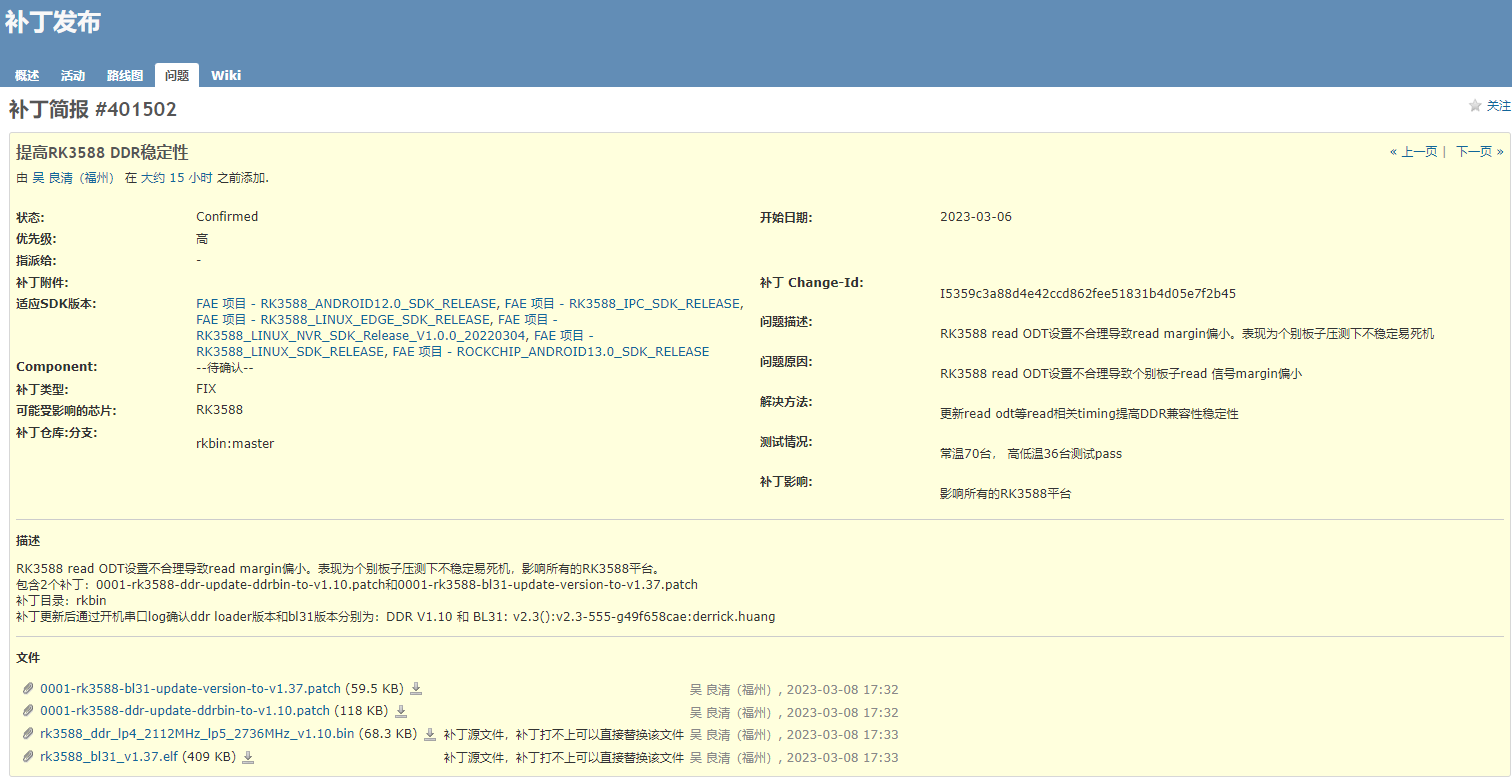 补丁发布
概述 活动 路线图 问题 Wiki
补丁简报 #401502
关注
提高RK3588 DDR稳定性
« 上一页 | 下一页 »
由 吴 良清（福州） 在 大约 15 小时 之前添加.
状态: Confirmed
开始日期: 2023-03-06
优先级: 高
指派给: -
补丁附件:
适应SDK版本: FAE 项目 - RK3588_ANDROID12.0_SDK_RELEASE, FAE 项目 - RK3588_IPC_SDK_RELEASE,
FAE 项目 - RK3588_LINUX_EDGE_SDK_RELEASE, FAE 项目 -
RK3588_LINUX_NVR_SDK_Release_V1.0.0_20220304, FAE 项目 -
RK3588_LINUX_SDK_RELEASE, FAE 项目 - ROCKCHIP_ANDROID13.0_SDK_RELEASE
Component: --待确认--
补丁类型: FIX
可能受影响的芯片: RK3588
补丁仓库:分支:
rkbin:master
补丁 Change-Id:
I5359c3a88d4e42ccd862fee51831b4d05e7f2b45
问题描述:
RK3588 read ODT设置不合理导致read margin偏小。表现为个别板子压测下不稳定易死机
问题原因:
RK3588 read ODT设置不合理导致个别板子read 信号margin偏小
解决方法:
更新read odt等read相关timing提高DDR兼容性稳定性
测试情况:
常温70台， 高低温36台测试pass
补丁影响:
影响所有的RK3588平台
描述
RK3588 read ODT设置不合理导致read margin偏小。表现为个别板子压测下不稳定易死机，影响所有的RK3588平台。
包含2个补丁：0001-rk3588-ddr-update-ddrbin-to-v1.10.patch和0001-rk3588-bl31-update-version-to-v1.37.patch
补丁目录：rkbin
补丁更新后通过开机串口log确认ddr loader版本和bl31版本分别为：DDR V1.10 和 BL31: v2.3():v2.3-555-g49f658cae:derrick.huang
文件
0001-rk3588-bl31-update-version-to-v1.37.patch (59.5 KB) 吴 良清（福州）, 2023-03-08 17:32
0001-rk3588-ddr-update-ddrbin-to-v1.10.patch (118 KB) 吴 良清（福州）, 2023-03-08 17:32
rk3588_ddr_lp4_2112MHz_lp5_2736MHz_v1.10.bin (68.3 KB) 补丁源文件，补丁打不上可以直接替换该文件 吴 良清（福州）, 2023-03-08 17:33
rk3588_bl31_v1.37.elf (409 KB) 补丁源文件，补丁打不上可以直接替换该文件 吴 良清（福州）, 2023-03-08 17:33